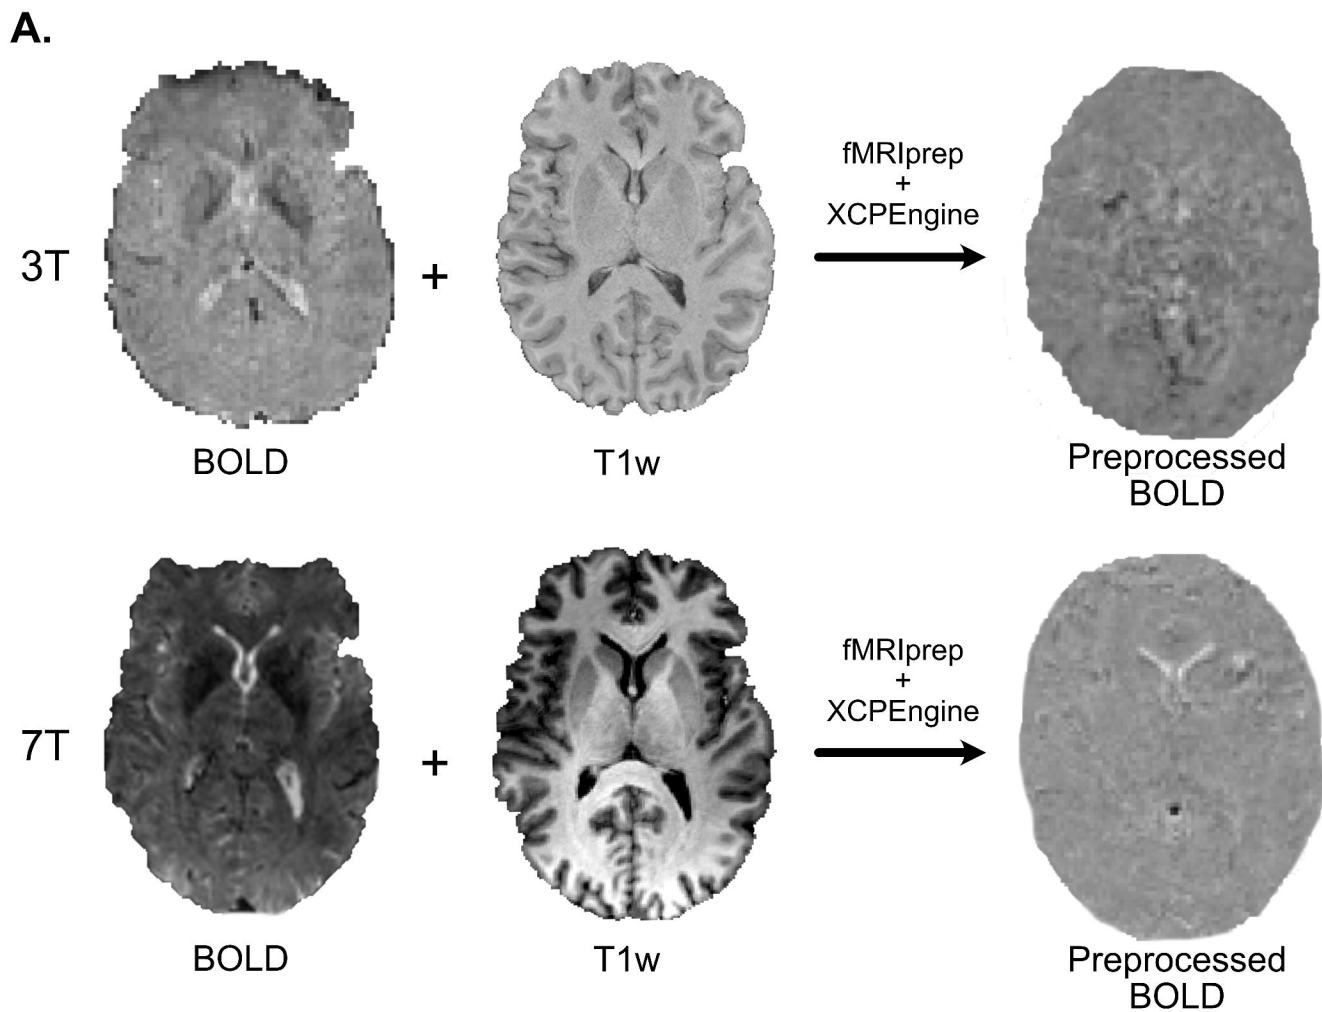 A.
3T
+
fMRIprep
+
XCPEngine
BOLD
T1w
Preprocessed
BOLD
7T
+
fMRIprep
+
XCPEngine
BOLD
T1w
Preprocessed
BOLD